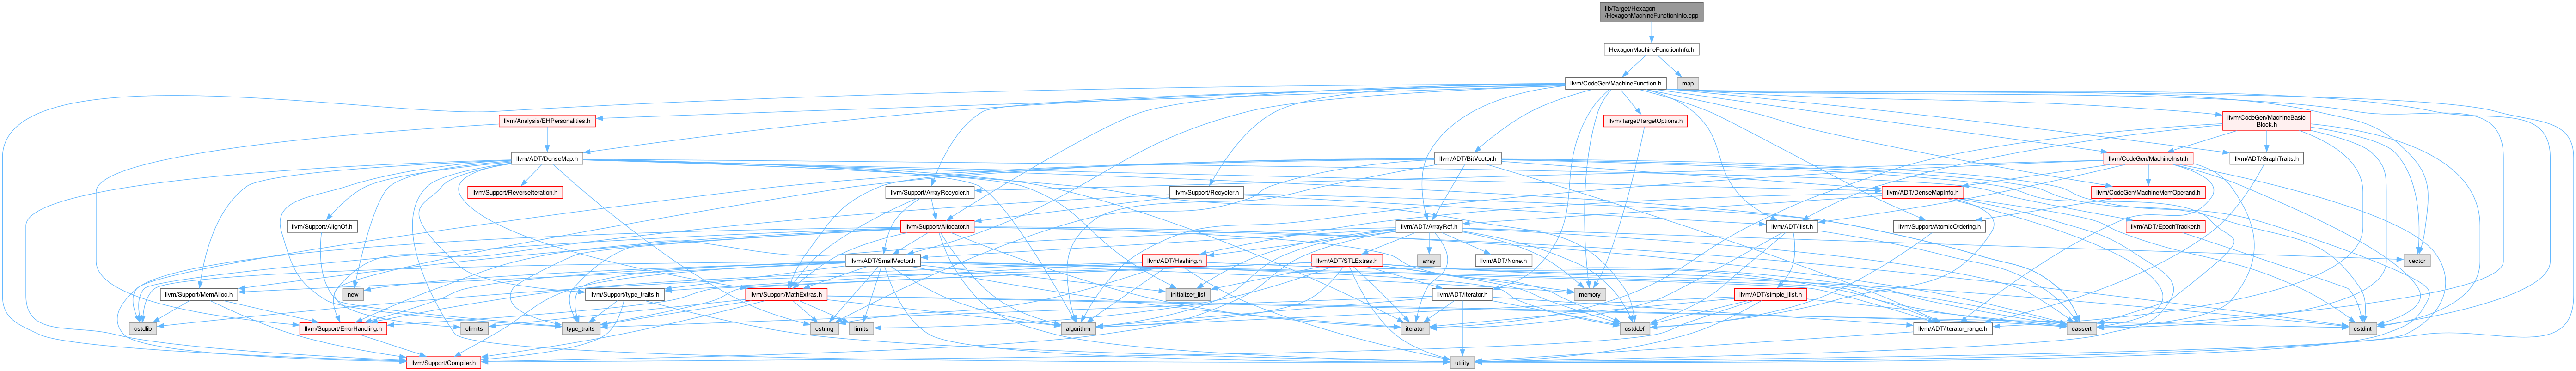 lib/Target/Hexagon
/HexagonMachineFunctionInfo.cpp
HexagonMachineFunctionInfo.h
llvm/CodeGen/MachineFunction.h
map
llvm/Analysis/EHPersonalities.h
llvm/Target/TargetOptions.h
llvm/CodeGen/MachineBasic
Block.h
llvm/ADT/DenseMap.h
llvm/ADT/BitVector.h
llvm/CodeGen/MachineInstr.h
llvm/ADT/GraphTraits.h
llvm/Support/ReverseIteration.h
llvm/Support/ArrayRecycler.h
llvm/Support/Recycler.h
llvm/ADT/DenseMapInfo.h
llvm/CodeGen/MachineMemOperand.h
llvm/Support/AlignOf.h
llvm/Support/Allocator.h
llvm/ADT/ArrayRef.h
llvm/ADT/ilist.h
llvm/Support/AtomicOrdering.h
llvm/ADT/EpochTracker.h
llvm/ADT/SmallVector.h
llvm/ADT/Hashing.h
llvm/ADT/STLExtras.h
array
llvm/ADT/None.h
vector
llvm/Support/MemAlloc.h
new
llvm/Support/type_traits.h
llvm/Support/MathExtras.h
initializer_list
memory
llvm/ADT/iterator.h
llvm/ADT/simple_ilist.h
cstdlib
llvm/Support/ErrorHandling.h
climits
type_traits
cstring
limits
algorithm
iterator
cstddef
llvm/ADT/iterator_range.h
cassert
cstdint
llvm/Support/Compiler.h
utility